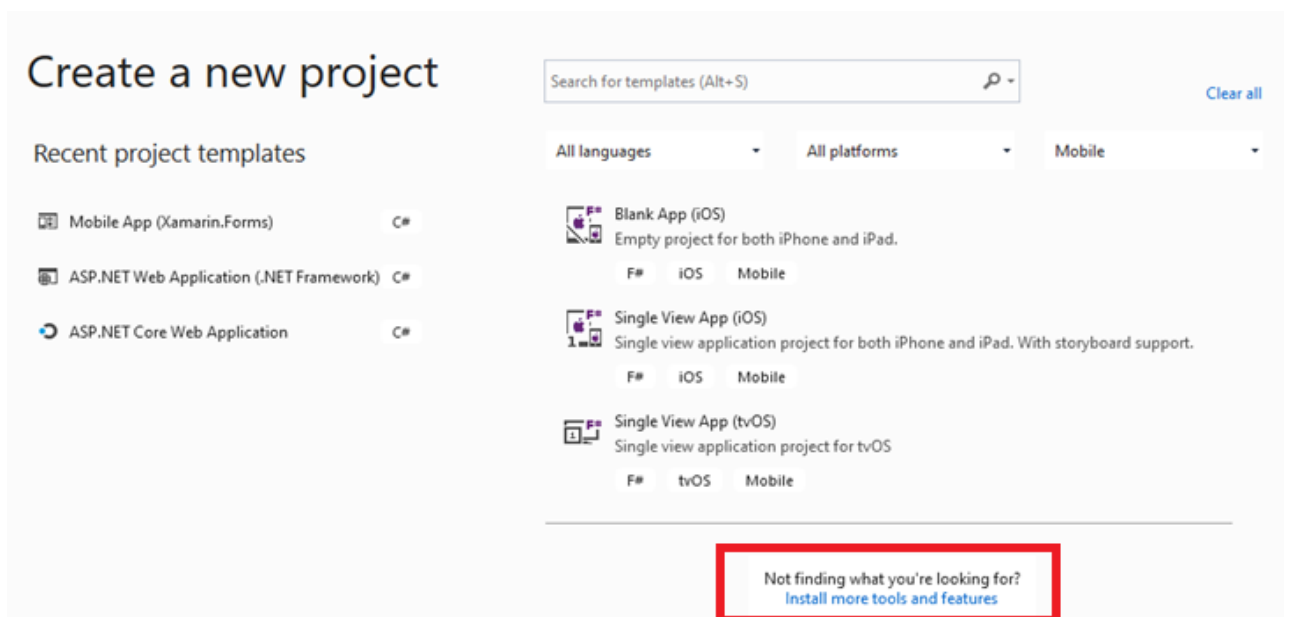 Create a new project
Search for templates (Alt+S)
Clear all
Recent project templates
All languages
All platforms
Mobile
Mobile App (Xamarin.Forms) C#
ASP.NET Web Application (.NET Framework) C#
ASP.NET Core Web Application C#
Blank App (iOS)
Empty project for both iPhone and iPad.
F# iOS Mobile
Single View App (iOS)
Single view application project for both iPhone and iPad. With storyboard support.
F# iOS Mobile
Single View App (tvOS)
Single view application project for tvOS
F# tvOS Mobile
Not finding what you're looking for?
Install more tools and features